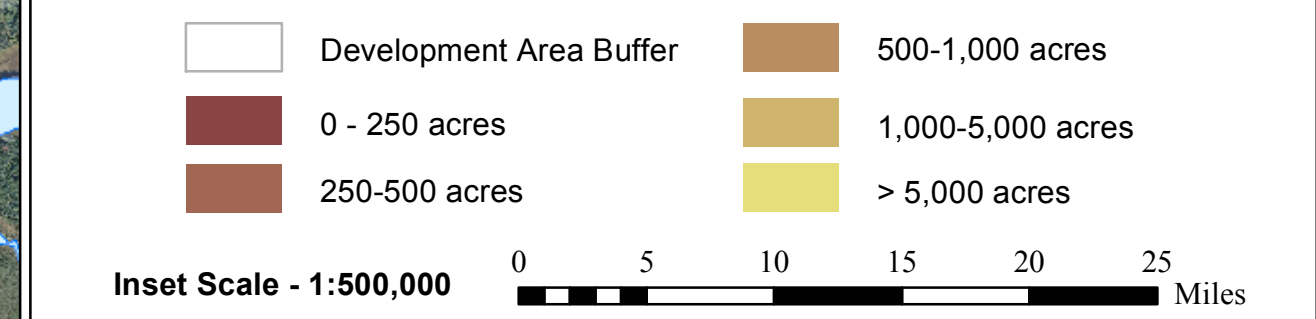 Development Area Buffer
0 - 250 acres
250-500 acres
500-1,000 acres
1,000-5,000 acres
> 5,000 acres
Inset Scale - 1:500,000
0 5 10 15 20 25
Miles